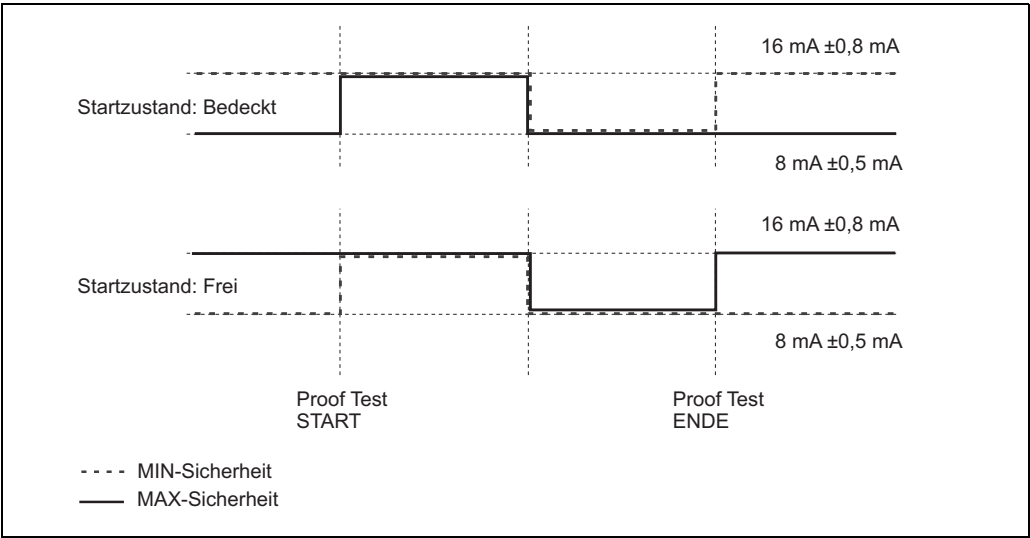 16 mA ±0,8 mA
Startzustand: Bedeckt
8 mA ±0,5 mA
16 mA ±0,8 mA
Startzustand: Frei
8 mA ±0,5 mA
Proof Test
START
Proof Test
ENDE
MIN-Sicherheit
MAX-Sicherheit